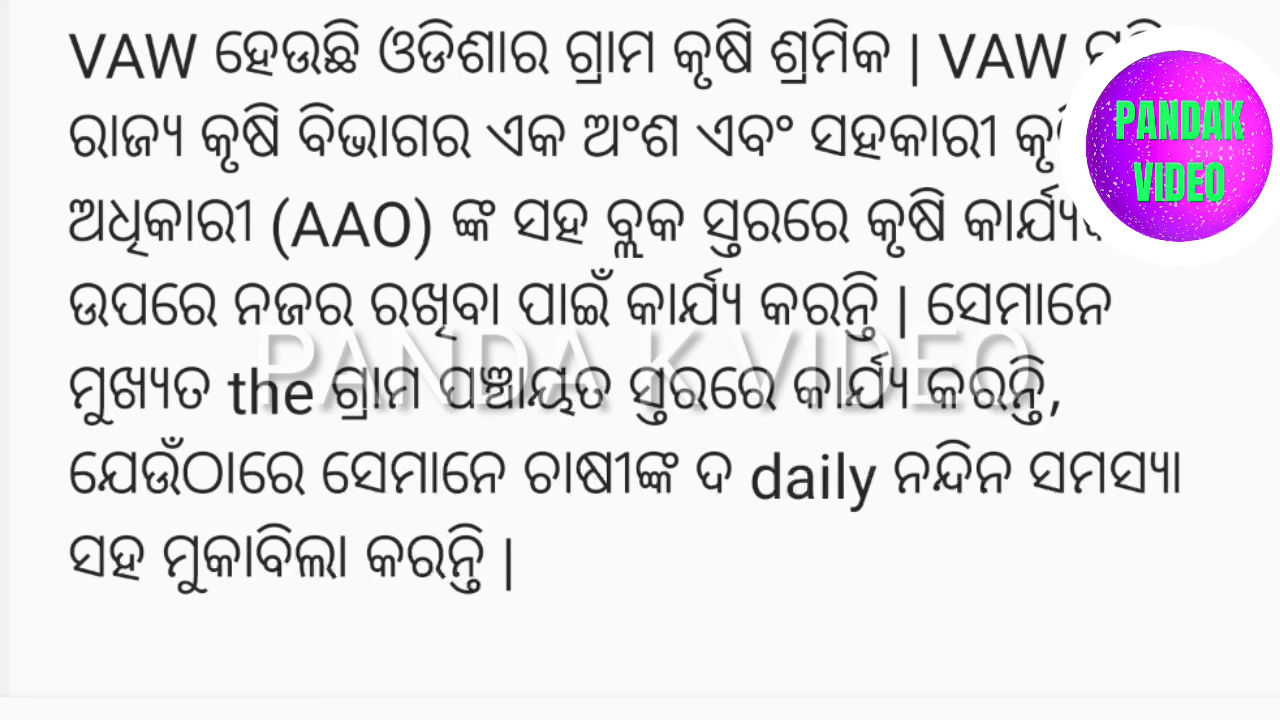 VAW ହେଉଛି ଓଡିଶାର ଗ୍ରାମ କୃଷି ଶ୍ରମିକ | VAW
ରାଜ୍ୟ କୃଷି ବିଭାଗର ଏକ ଅଂଶ ଏବଂ ସହକାରୀ
ଅଧିକାରୀ (AAO) ଙ୍କ ସହ ବ୍ଲକ ସ୍ତରରେ କୃଷି
ଉପରେ ନଜର ରଖିବା ପାଇଁ କାର୍ଯ୍ୟ କରନ୍ତି | ସେମାନେ
ମୁଖ୍ୟତ the ଗ୍ରାମ ପଞ୍ଚାୟତ ସ୍ତରରେ କାର୍ଯ୍ୟ କରନ୍ତି,
ଯେଉଁଠାରେ ସେମାନେ ଚାଷୀଙ୍କ ଦ daily ନନ୍ଦିନ ସମସ୍ୟା
ସହ ମୁକାବିଲା କରନ୍ତି |
PANDAK
VIDEO
PANDA K VIDEO